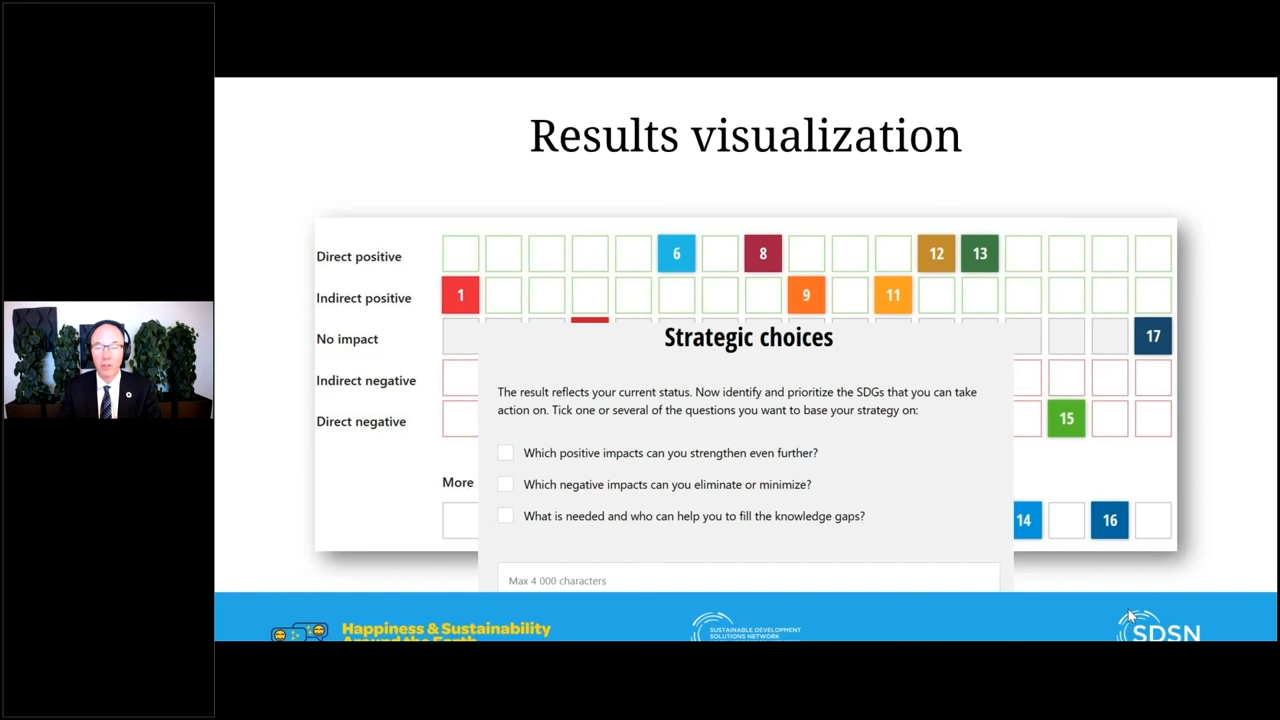 Results visualization
Direct positive
6
8
12
13
Indirect positive
1
9
11
No impact
17
Indirect negative
Direct negative
15
More
14
16
Strategic choices
The result reflects your current status. Now identify and prioritize the SDGs that you can take
action on. Tick one or several of the questions you want to base your strategy on:
Which positive impacts can you strengthen even further?
Which negative impacts can you eliminate or minimize?
What is needed and who can help you to fill the knowledge gaps?
Max 4 000 characters
Happiness & Sustainability
Around the Earth
SUSTAINABLE DEVELOPMENT
SOLUTIONS NETWORK
SDSN